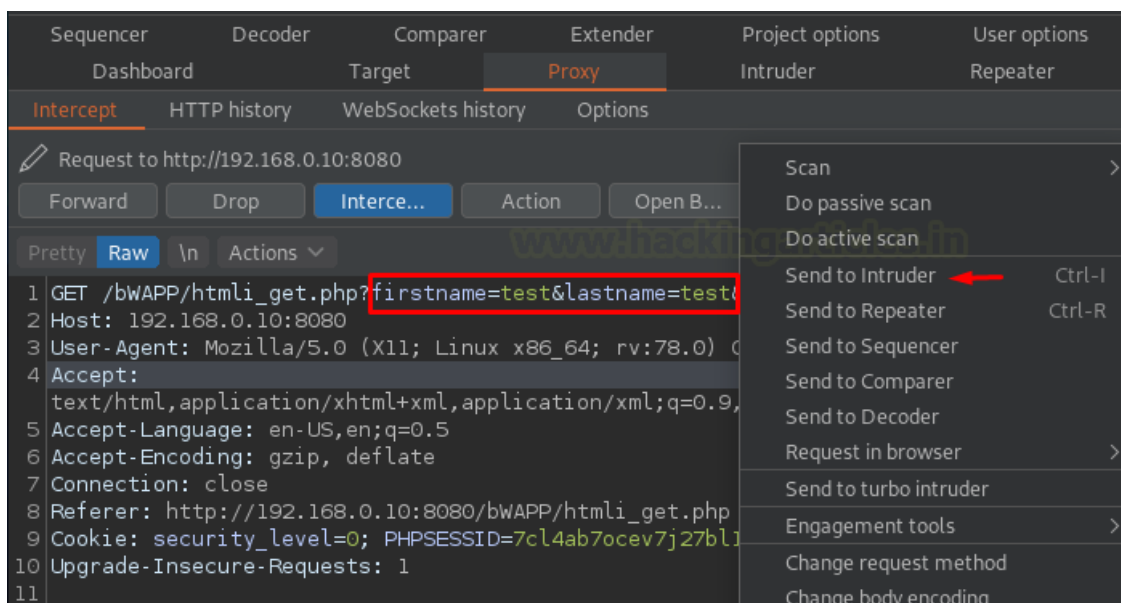 Sequencer Decoder Comparer Extender Project options User options
Dashboard Target Proxy Intruder Repeater
Intercept HTTP history WebSockets history Options
Request to http://192.168.0.10:8080
Forward Drop Interce... Action Open B...
www.hackingarticles.in
Pretty Raw \n Actions
1 GET /bWAPP/htmli_get.php?firstname=test&lastname=test&
2 Host: 192.168.0.10:8080
3 User-Agent: Mozilla/5.0 (X11; Linux x86_64; rv:78.0)
4 Accept:
text/html,application/xhtml+xml,application/xml;q=0.9,
5 Accept-Language: en-US,en;q=0.5
6 Accept-Encoding: gzip, deflate
7 Connection: close
8 Referer: http://192.168.0.10:8080/bWAPP/htmli_get.php
9 Cookie: security_level=0; PHPSESSID=7cl4ab7ocev7j27bl1
10 Upgrade-Insecure-Requests: 1
11
Scan
Do passive scan
Do active scan
Send to Intruder Ctrl-I
Send to Repeater Ctrl-R
Send to Sequencer
Send to Comparer
Send to Decoder
Request in browser
Send to turbo intruder
Engagement tools
Change request method
Change body encoding